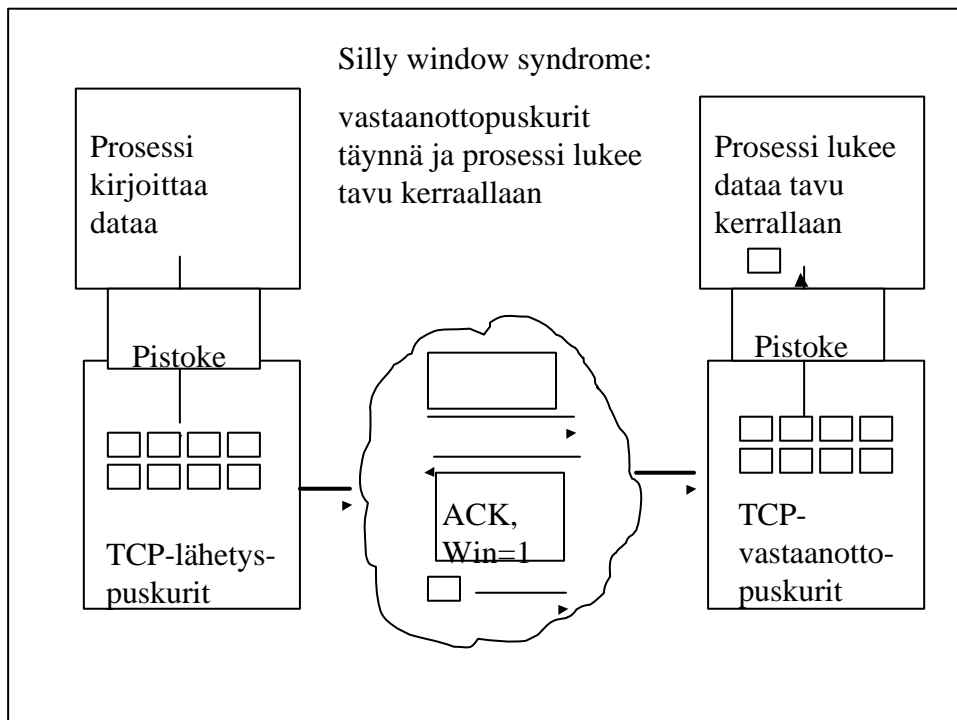 Silly window syndrome:
vastaanottopuskurit
täynnä ja prosessi lukee
tavu kerraallaan
Prosessi
kirjoittaa
dataa
Pistoke
TCP-lähetys-
puskurit
ACK,
Win=1
Prosessi lukee
dataa tavu
kerrallaan
Pistoke
TCP-
vastaanotto-
puskurit